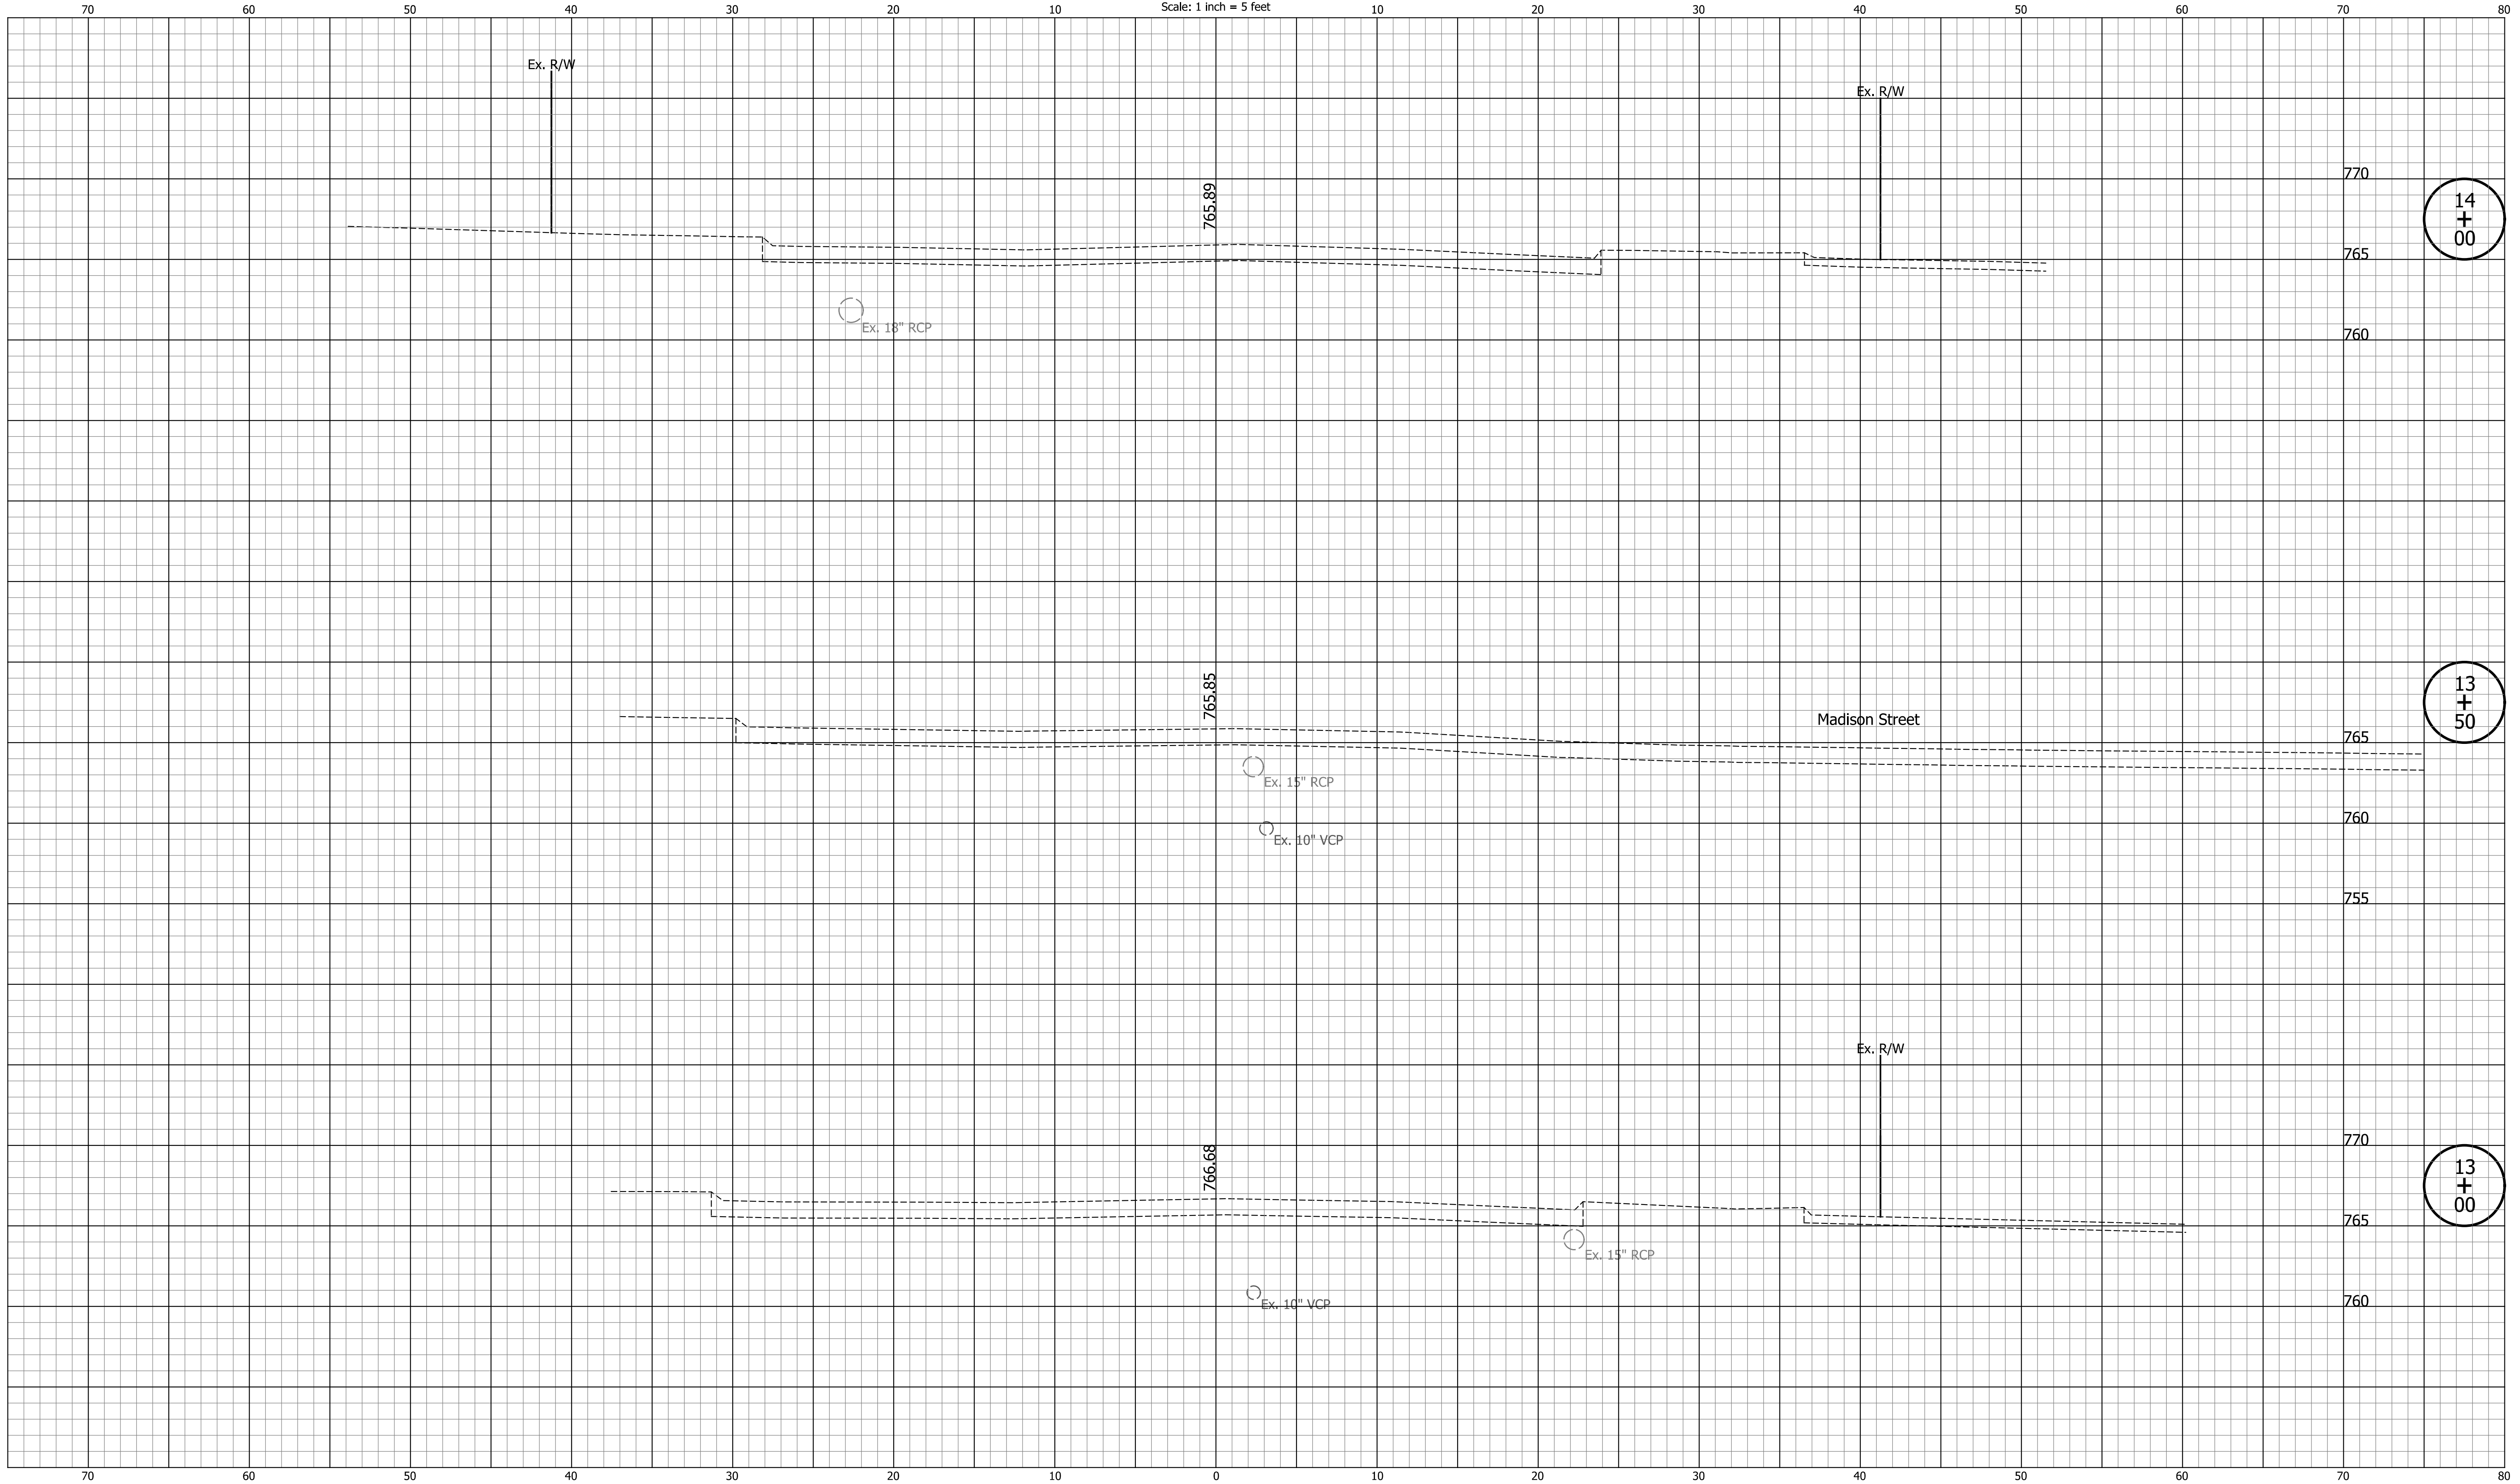 70 60 50 40 30 20 10 Scale: 1 inch = 5 feet 10 20 30 40 50 60 70 80
Ex. R/W
Ex. R/W
770
14
+
00
765.89
765
Ex. 18" RCP
760
13
+
50
765.85
Madison Street
765
Ex. 15" RCP
760
Ex. 10" VCP
755
Ex. R/W
770
13
+
00
766.68
765
Ex. 15" RCP
760
Ex. 10" VCP
70 60 50 40 30 20 10 0 10 20 30 40 50 60 70 80